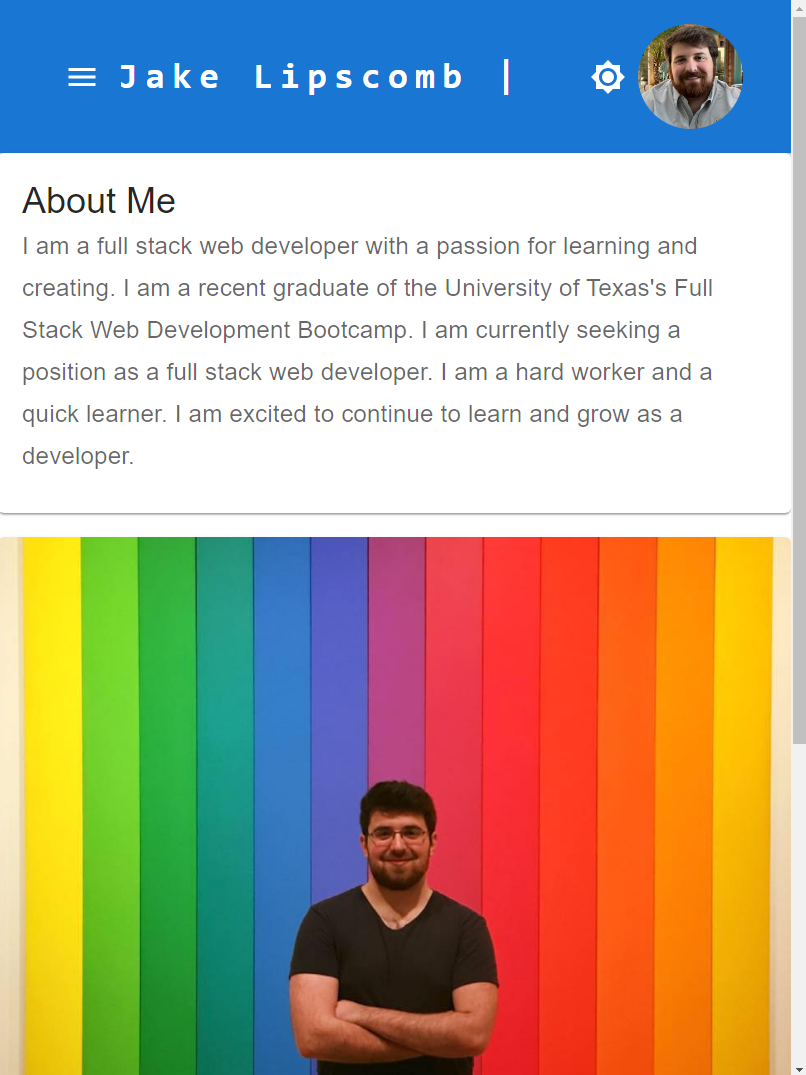 Jake Lipscomb |
About Me
I am a full stack web developer with a passion for learning and
creating. I am a recent graduate of the University of Texas's Full
Stack Web Development Bootcamp. I am currently seeking a
position as a full stack web developer. I am a hard worker and a
quick learner. I am excited to continue to learn and grow as a
developer.